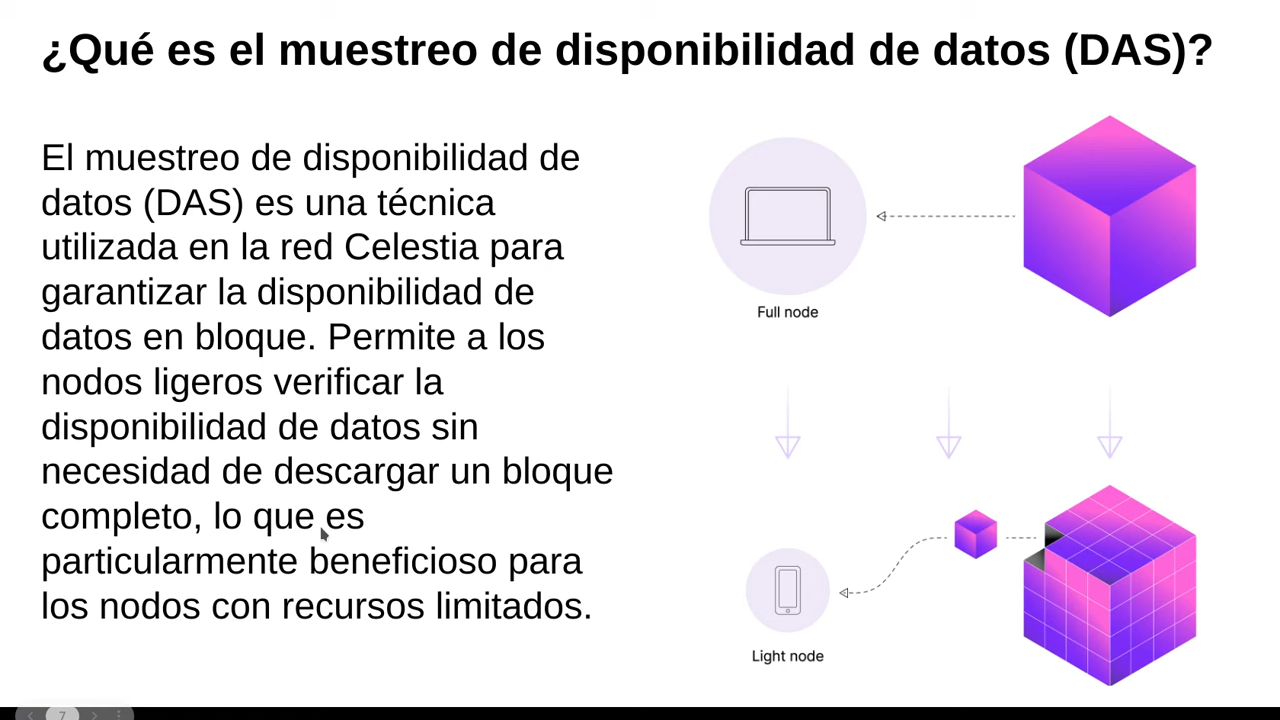 ¿Qué es el muestreo de disponibilidad de datos (DAS)?
El muestreo de disponibilidad de
datos (DAS) es una técnica
utilizada en la red Celestia para
garantizar la disponibilidad de
datos en bloque. Permite a los
nodos ligeros verificar la
disponibilidad de datos sin
necesidad de descargar un bloque
completo, lo que es
particularmente beneficioso para
los nodos con recursos limitados.
Full node
Light node
7